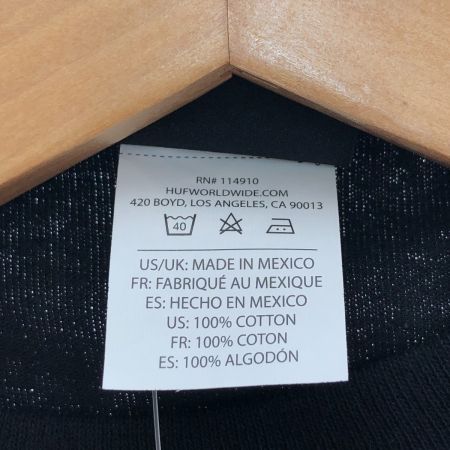 RN# 114910
HUFWORLDWIDE.COM
420 BOYD, LOS ANGELES, CA 90013
40
US/UK: MADE IN MEXICO
FR: FABRIQUÉ AU MEXIQUE
ES: HECHO EN MEXICO
US: 100% COTTON
FR: 100% COTON
ES: 100% ALGODÓN